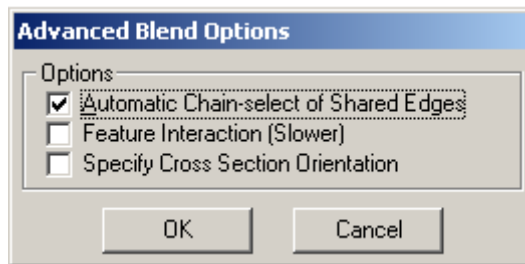 Advanced Blend Options
Options
Automatic Chain-select of Shared Edges
Feature Interaction (Slower)
Specify Cross Section Orientation
OK Cancel